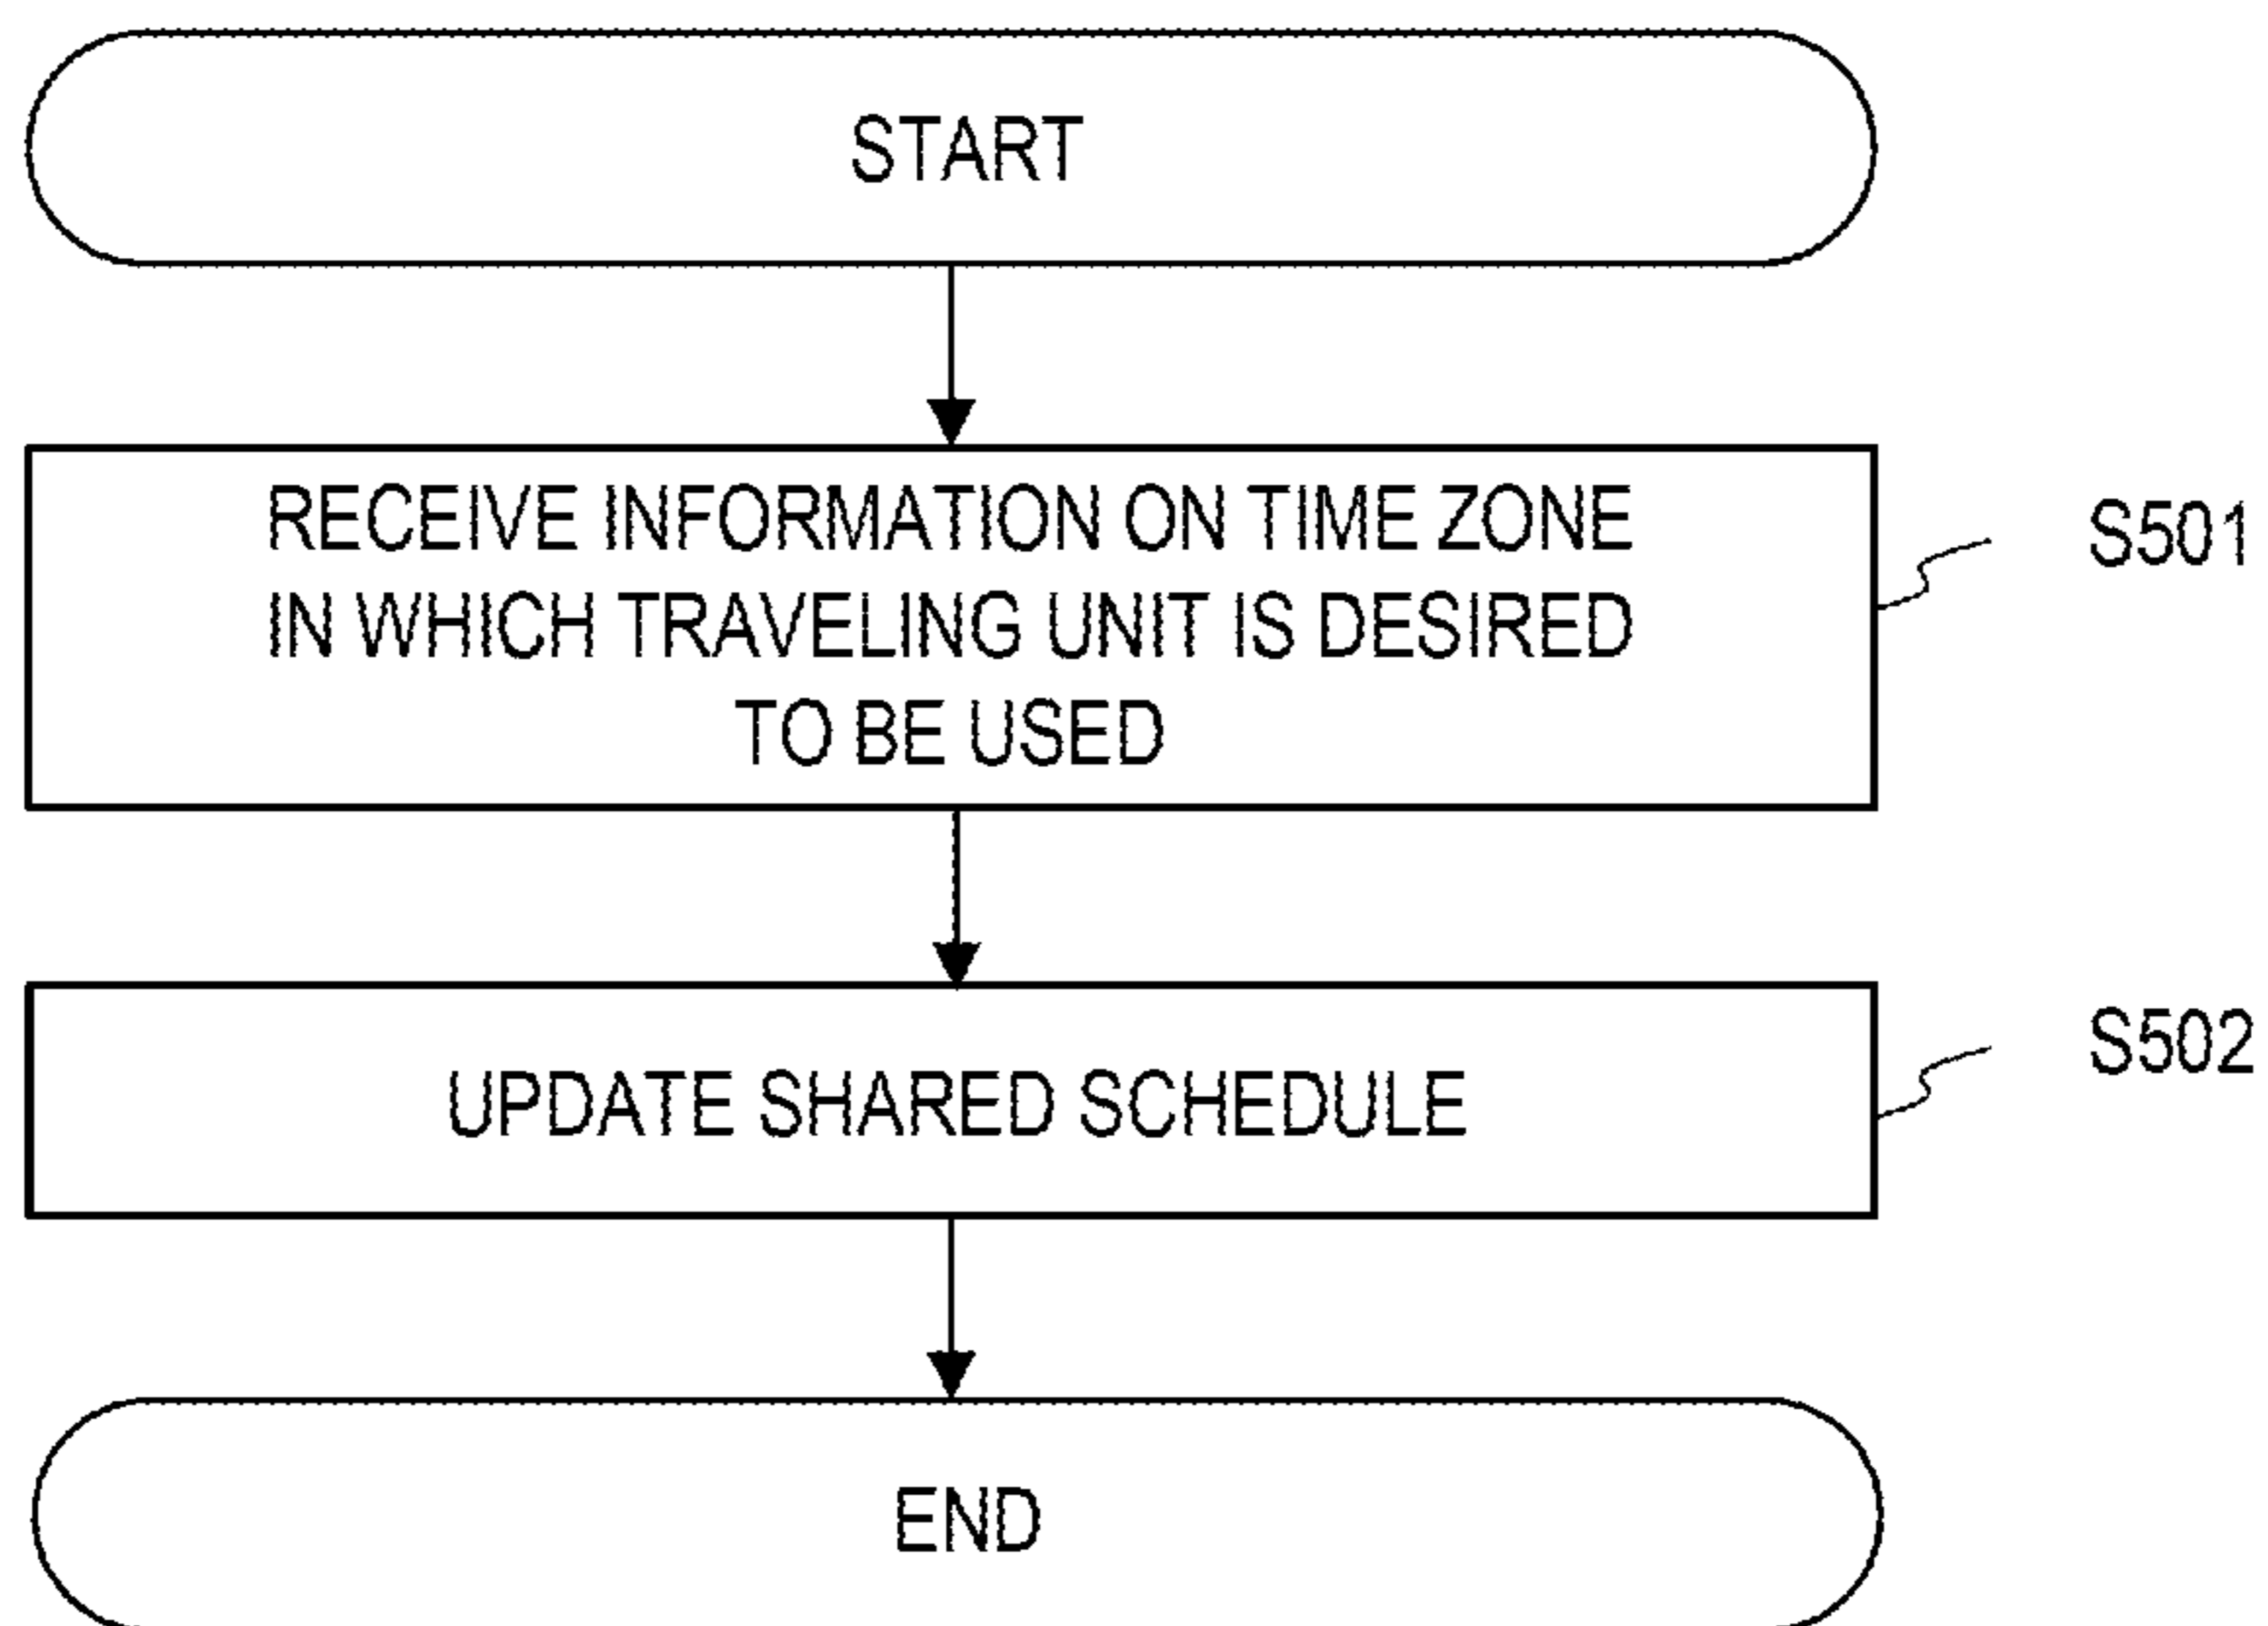 START
RECEIVE INFORMATION ON TIME ZONE
IN WHICH TRAVELING UNIT IS DESIRED
TO BE USED
S501
UPDATE SHARED SCHEDULE
S502
END